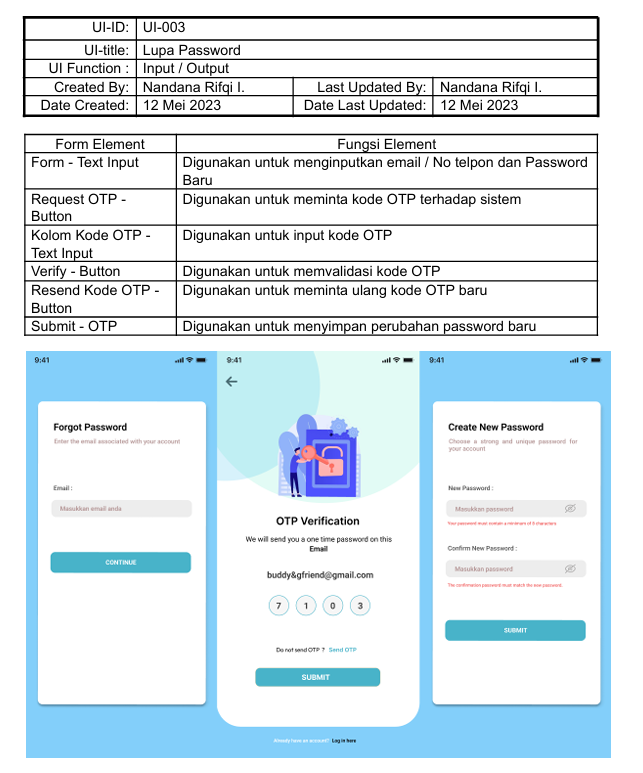 UI-ID: UI-003
UI-title: Lupa Password
UI Function : Input / Output
Created By: Nandana Rifqi I. Last Updated By: Nandana Rifqi I.
Date Created: 12 Mei 2023 Date Last Updated: 12 Mei 2023
Form Element Fungsi Element
Form - Text Input Digunakan untuk menginputkan email / No telpon dan Password
Baru
Request OTP - Digunakan untuk meminta kode OTP terhadap sistem
Button
Kolom Kode OTP - Digunakan untuk input kode OTP
Text Input
Verify - Button Digunakan untuk memvalidasi kode OTP
Resend Kode OTP - Digunakan untuk meminta ulang kode OTP baru
Button
Submit - OTP Digunakan untuk menyimpan perubahan password baru
9:41
Forgot Password
Enter the email associated with your account
Email :
Masukkan email anda
CONTINUE
9:41
OTP Verification
We will send you a one time password on this
Email
buddy&gfriend@gmail.com
7 1 0 3
Do not send OTP ? Send OTP
SUBMIT
Already have an account? Log in here
9:41
Create New Password
Choose a strong and unique password for
your account
New Password :
Masukkan password
Your password must contain a minimum of 8 characters
Confirm New Password :
Masukkan password
The confirmation password must match the new password.
SUBMIT